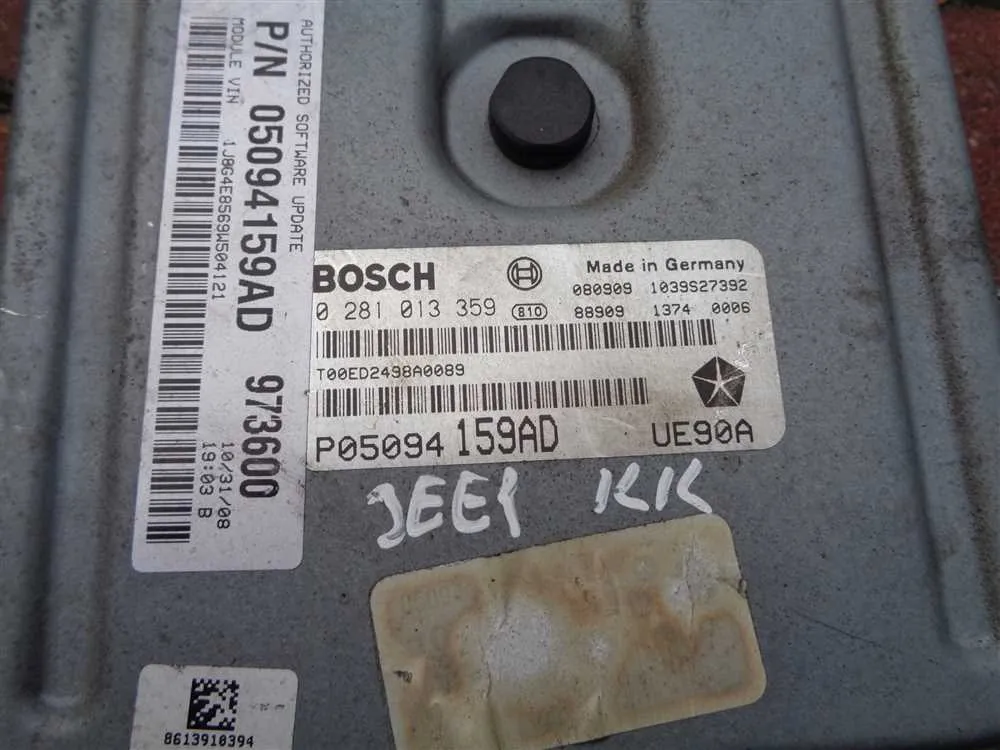 AUTHORIZED SOFTWARE UPDATE
P/N 05094159AD 973600
MODULE VIN 1J8G4E8569W504121
10/31/08
19:03 B
BOSCH
Made in Germany
080909 1039S27392
0 281 013 359 810 88909 1374 0006
T00ED2498A0089
P05094 159AD UE90A
JEEP KK
8613910394